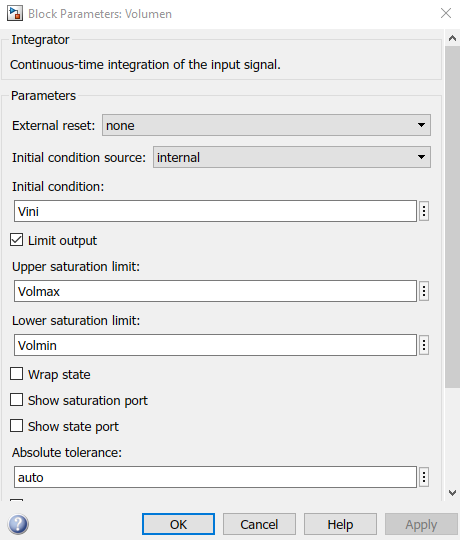 Block Parameters: Volumen
Integrator
Continuous-time integration of the input signal.
Parameters
External reset: none
Initial condition source: internal
Initial condition:
Vini
Limit output
Upper saturation limit:
Volmax
Lower saturation limit:
Volmin
Wrap state
Show saturation port
Show state port
Absolute tolerance:
auto
OK Cancel Help Apply